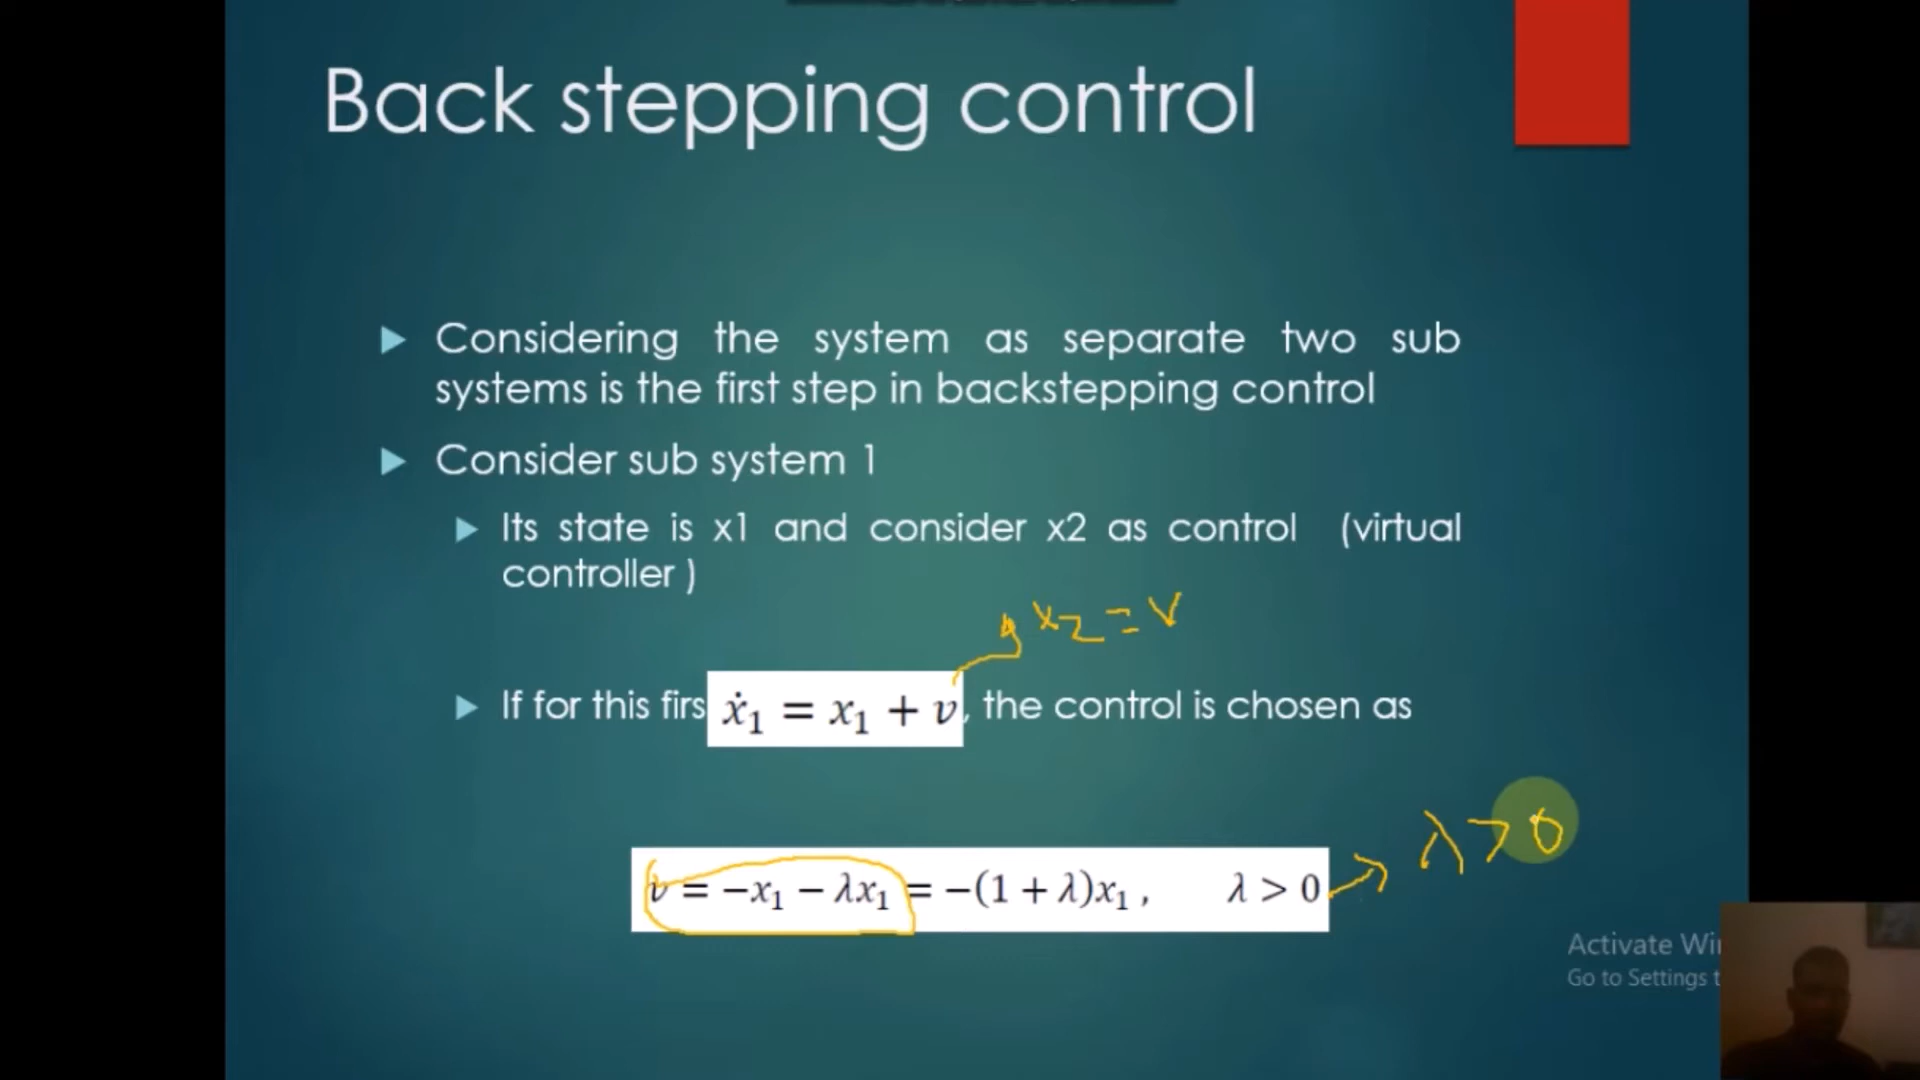 Back stepping control
Considering the system as separate two sub
systems is the first step in backstepping control
Consider sub system 1
Its state is x1 and consider x2 as control (virtual
controller )
x₂ = v
If for this firs ẋ₁ = x₁ + v, the control is chosen as
λ > 0
v = −x₁ − λx₁ = −(1 + λ)x₁ , λ > 0
Activate Wi
Go to Settings t